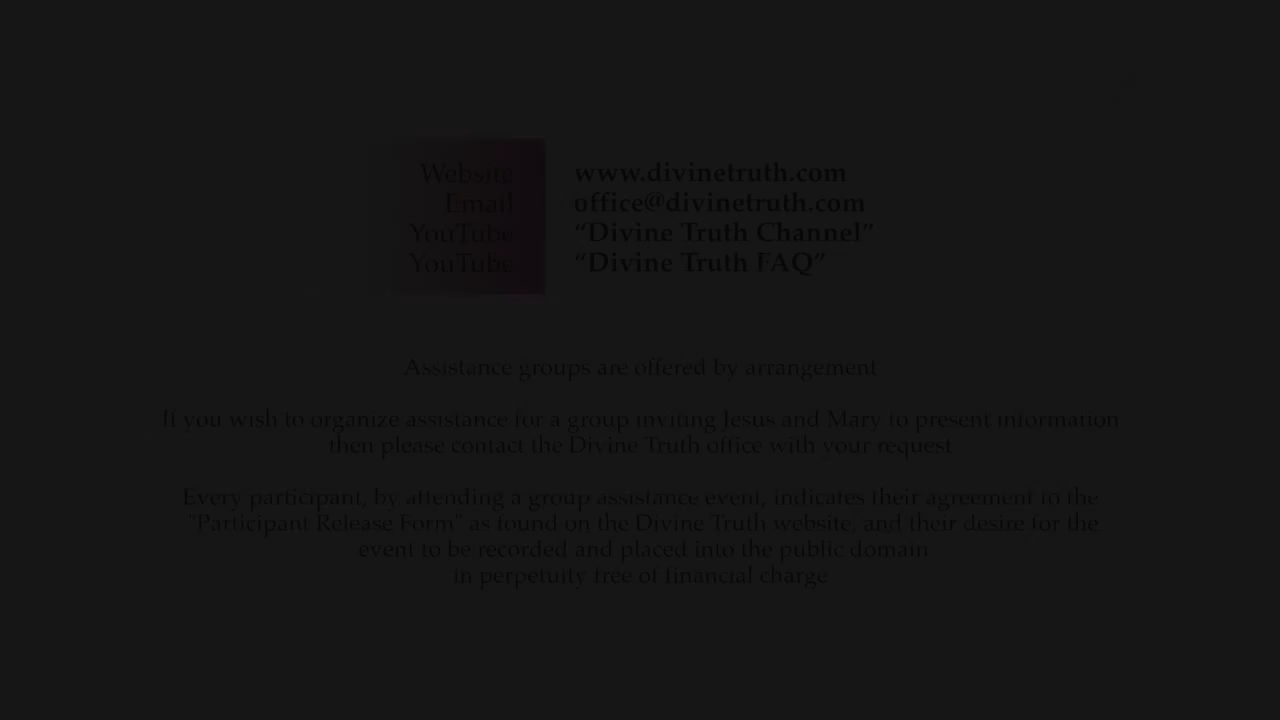 Website www.divinetruth.com
Email office@divinetruth.com
YouTube “Divine Truth Channel”
YouTube “Divine Truth FAQ”
Assistance groups are offered by arrangement
If you wish to organize assistance for a group inviting Jesus and Mary to present information
then please contact the Divine Truth office with your request
Every participant, by attending a group assistance event, indicates their agreement to the
"Participant Release Form" as found on the Divine Truth website, and their desire for the
event to be recorded and placed into the public domain
in perpetuity free of financial charge